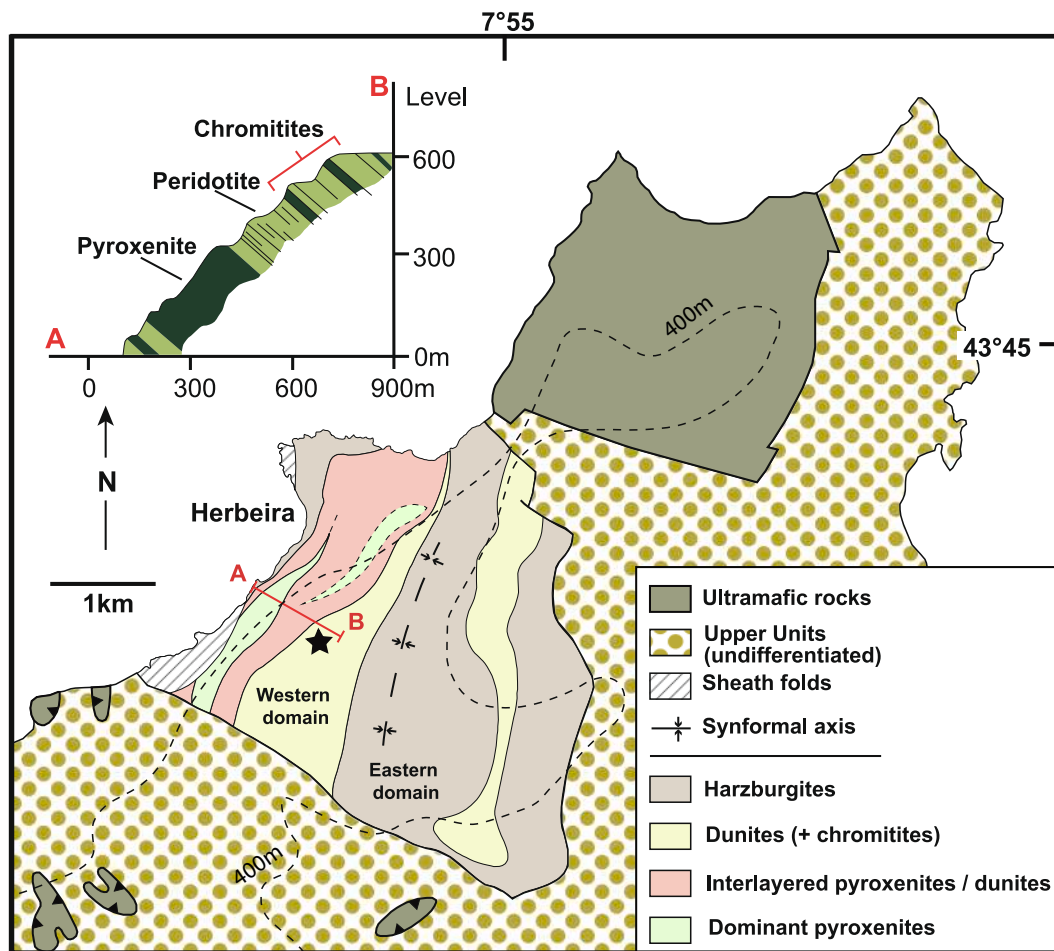 7°55
B
Level
Chromitites
600
Peridotite
Pyroxenite
300
A
0m
0
300
600
900m
43°45
400m
N
Herbeira
1km
A
B
Western
domain
Eastern
domain
400m
Ultramafic rocks
Upper Units
(undifferentiated)
Sheath folds
Synformal axis
Harzburgites
Dunites (+ chromitites)
Interlayered pyroxenites / dunites
Dominant pyroxenites